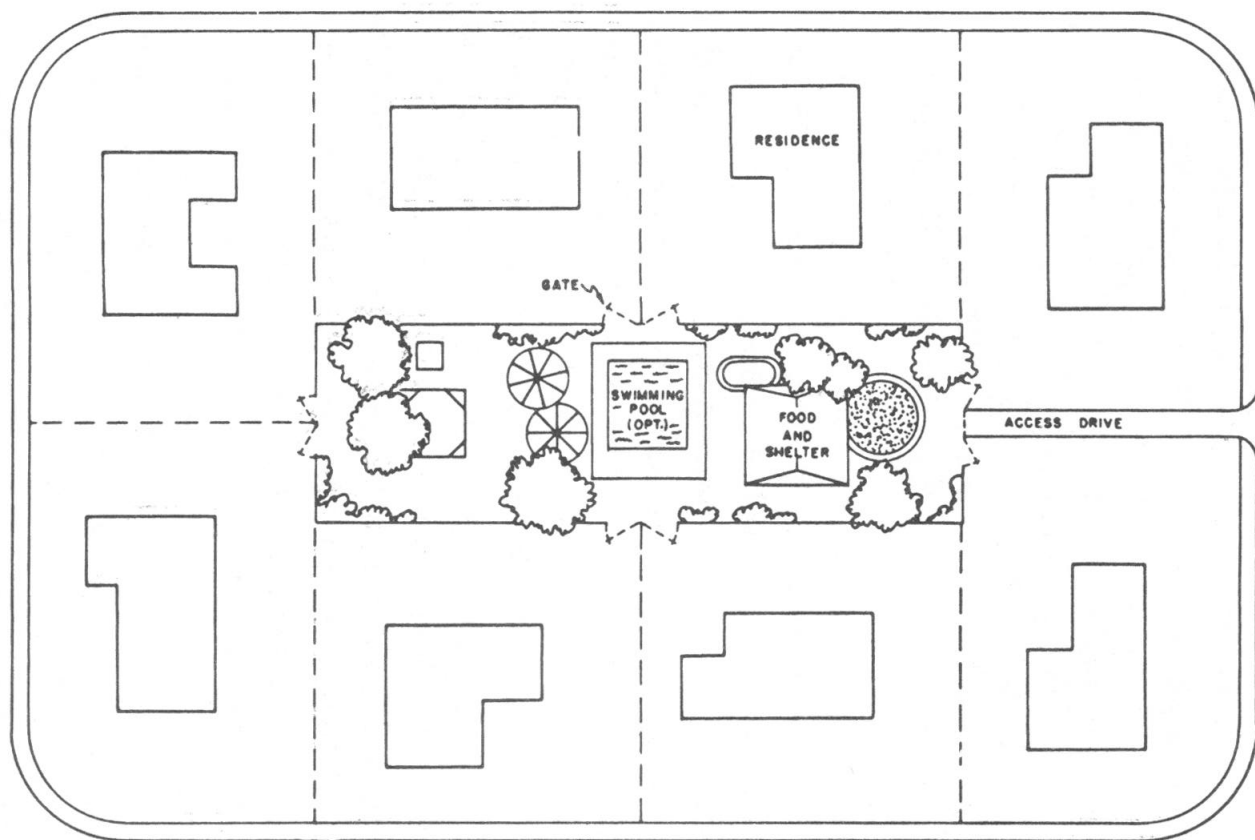 RESIDENCE
GATE
SWIMMING
POOL
(OPT.)
FOOD
AND
SHELTER
ACCESS DRIVE